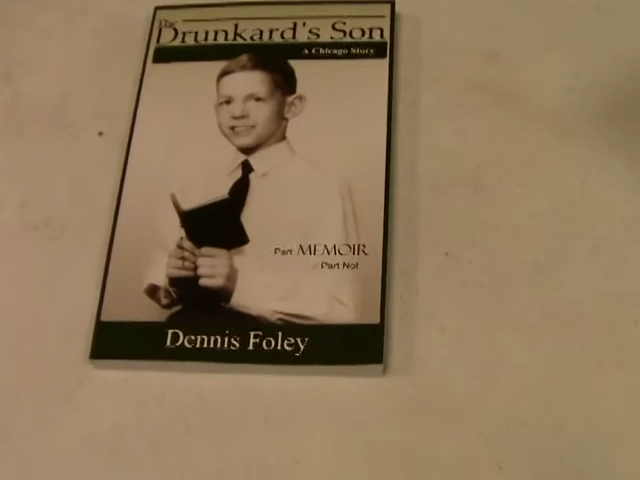 The
Drunkard's Son
A Chicago Story
Part MEMOIR
Part Not
Dennis Foley